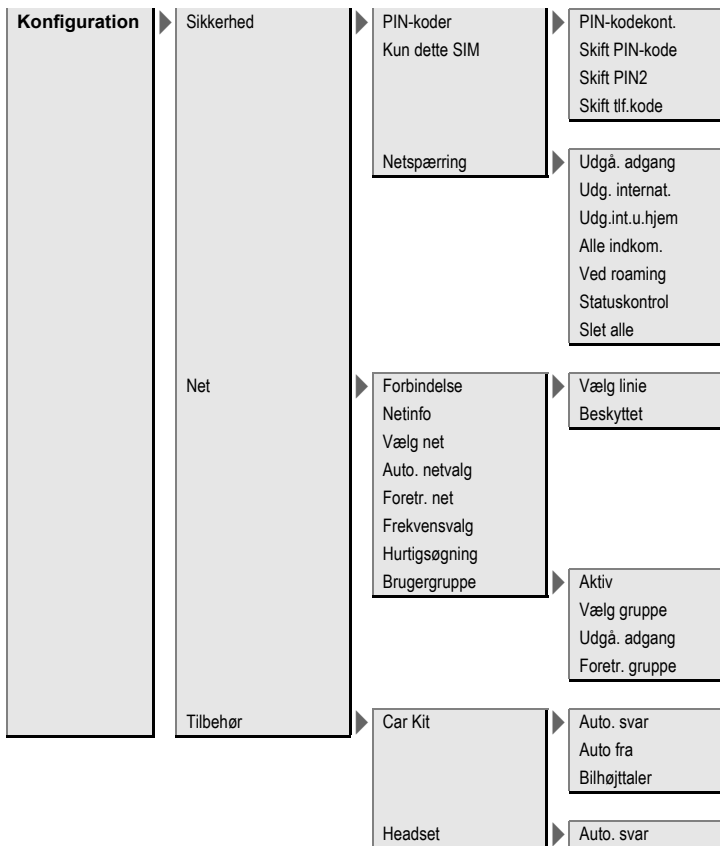 Konfiguration
Sikkerhed
PIN-koder
PIN-kodekont.
Kun dette SIM
Skift PIN-kode
Skift PIN2
Skift tlf.kode
Netspærring
Udgå. adgang
Udg. internat.
Udg.int.u.hjem
Alle indkom.
Ved roaming
Statuskontrol
Slet alle
Net
Forbindelse
Vælg linie
Netinfo
Beskyttet
Vælg net
Auto. netvalg
Foretr. net
Frekvensvalg
Hurtigsøgning
Brugergruppe
Aktiv
Vælg gruppe
Udgå. adgang
Foretr. gruppe
Tilbehør
Car Kit
Auto. svar
Auto fra
Bilhøjttaler
Headset
Auto. svar